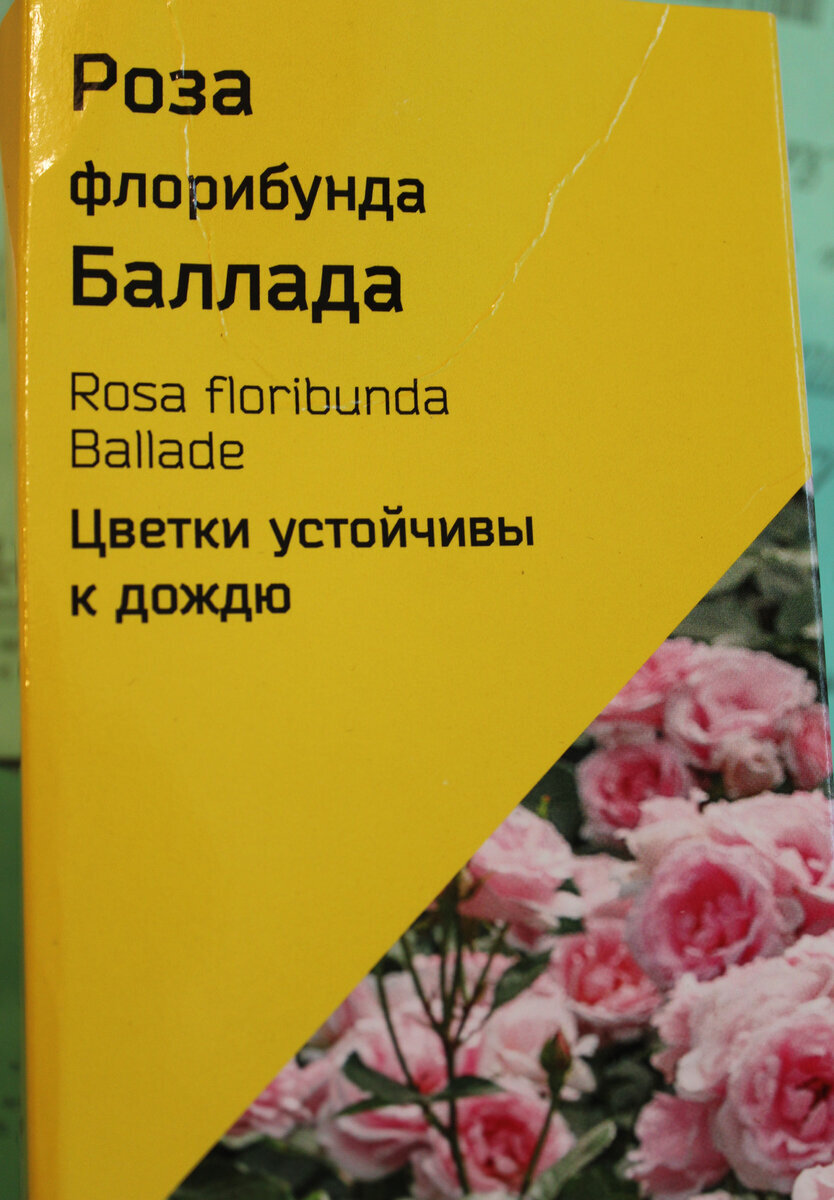 Роза
флорибунда
Баллада
Rosa floribunda
Ballade
Цветки устойчивы
к дождю